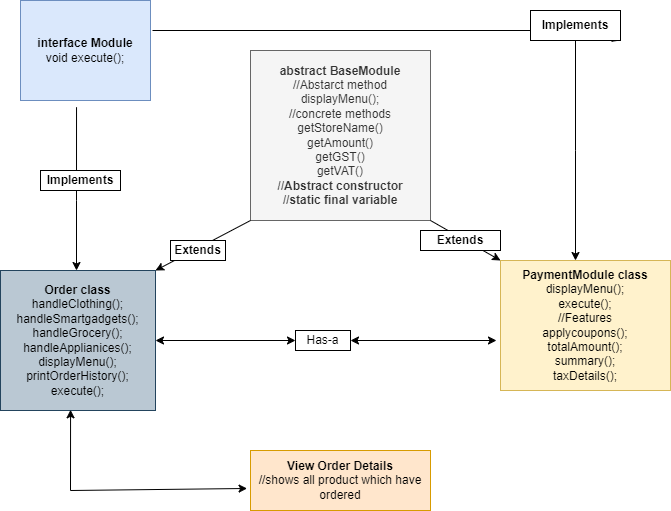 interface Module
void execute();
Implements
abstract BaseModule
//Abstarct method
displayMenu();
//concrete methods
getStoreName()
getAmount()
getGST()
getVAT()
//Abstract constructor
//static final variable
Implements
Extends
Extends
Order class
handleClothing();
handleSmartgadgets();
handleGrocery();
handleApplianices();
displayMenu();
printOrderHistory();
execute();
Has-a
PaymentModule class
displayMenu();
execute();
//Features
applycoupons();
totalAmount();
summary();
taxDetails();
View Order Details
//shows all product which have
ordered